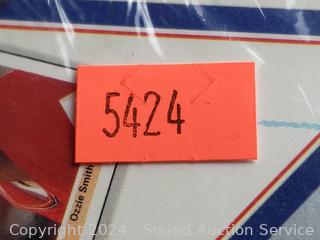 5424
Ozzie Smith
Copyright 2024 - Sound Auction Service